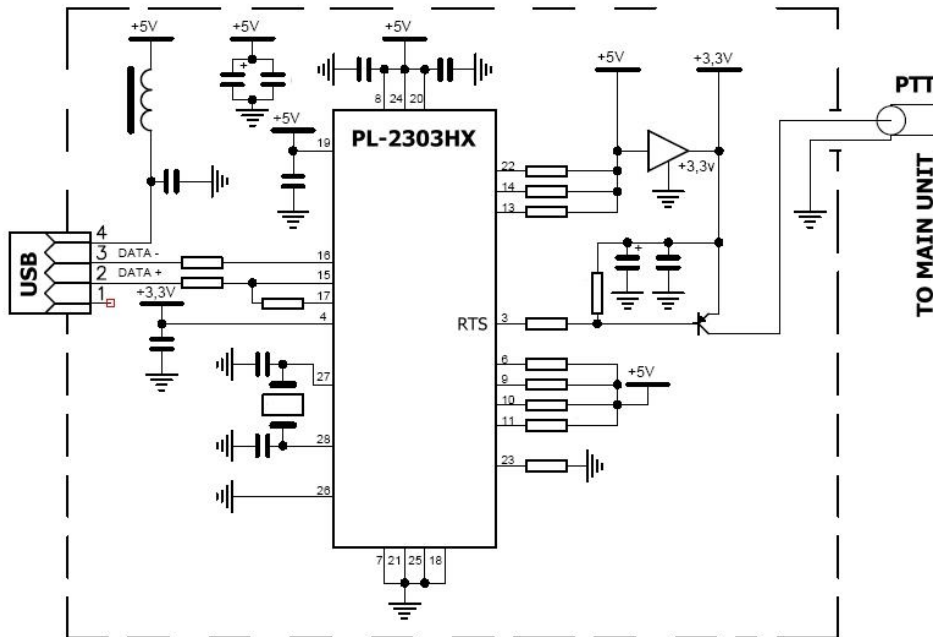 +5V
+5V
+5V
+5V
+3,3V
8 24 20
PTT
+5V
19
PL-2303HX
22
14
13
+3,3v
TO MAIN UNIT
USB
4
3 DATA -
2 DATA +
1
16
15
17
+3,3V
4
RTS
3
27
28
26
6
9
10
11
+5V
23
7 21 25 18